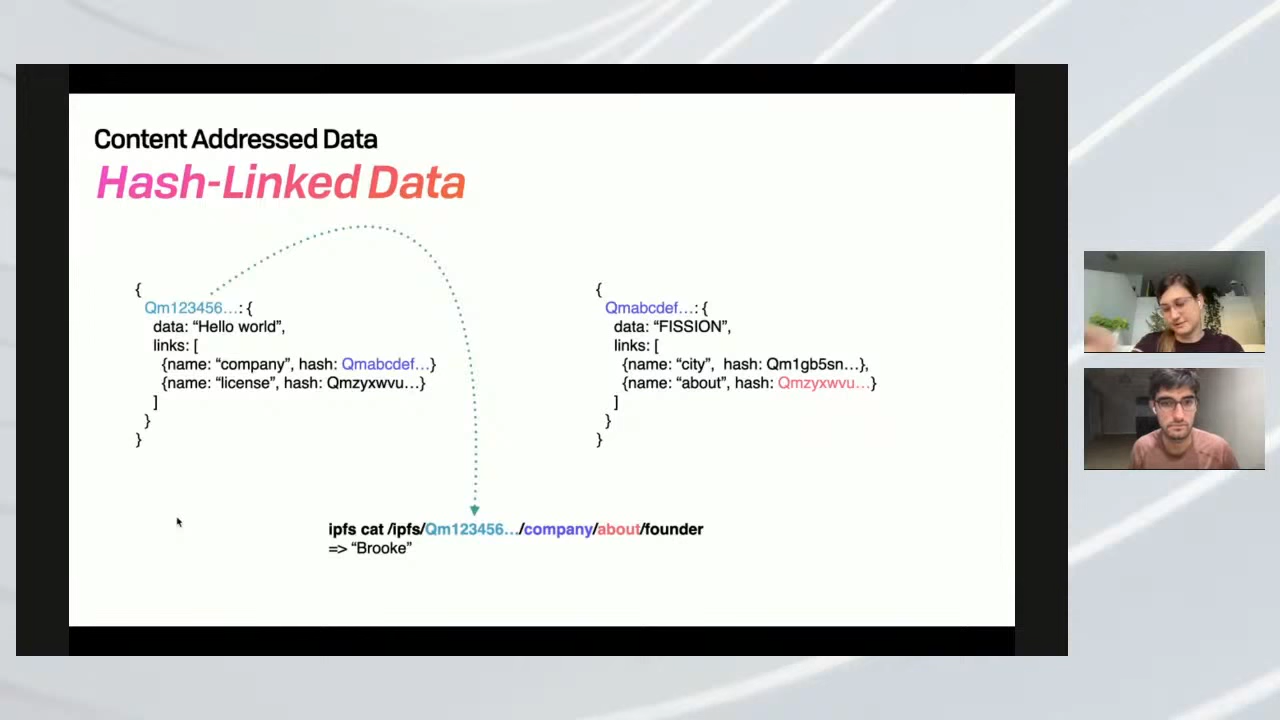 Content Addressed Data
Hash-Linked Data
{
Qm123456…: {
data: “Hello world”,
links: [
{name: “company”, hash: Qmabcdef…}
{name: “license”, hash: Qmzyxwvu…}
]
}
}
{
Qmabcdef…: {
data: “FISSION”,
links: [
{name: “city”, hash: Qm1gb5sn…},
{name: “about”, hash: Qmzyxwvu…}
]
}
}
ipfs cat /ipfs/Qm123456…/company/about/founder
=> “Brooke”